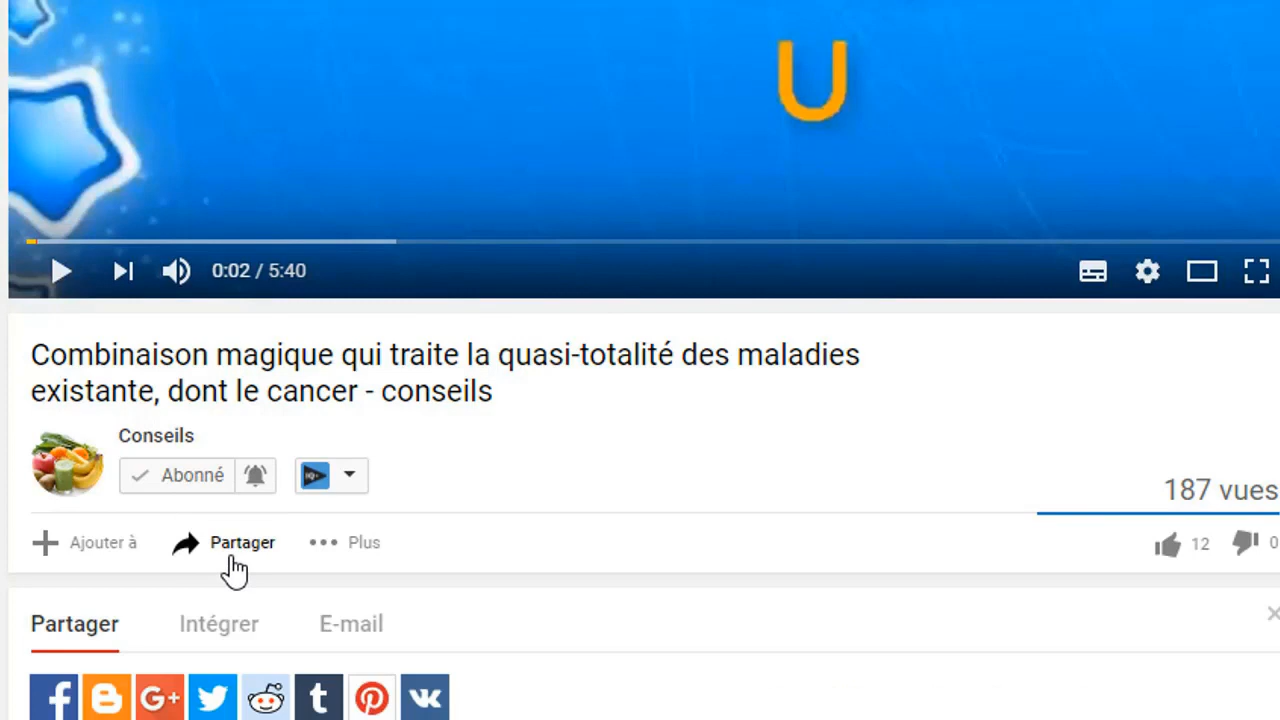 U
0:02 / 5:40
Combinaison magique qui traite la quasi-totalité des maladies
existante, dont le cancer - conseils
Conseils
Abonné
187 vues
Ajouter à Partager Plus 12 0
Partager Intégrer E-mail
f B G+ t